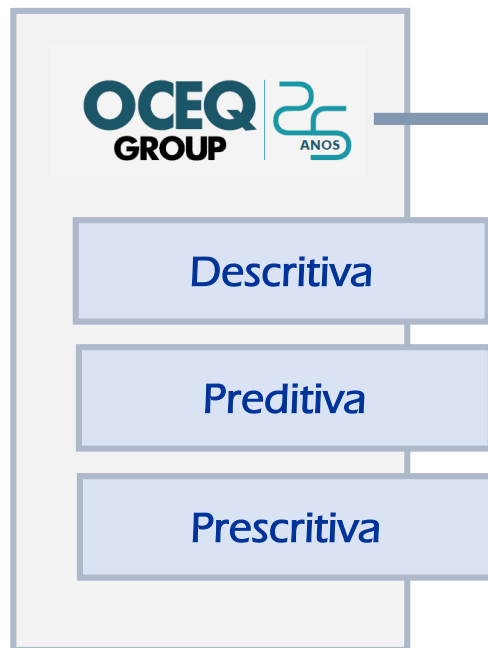 OCEQ
GROUP
25
ANOS
Descritiva
Preditiva
Prescritiva